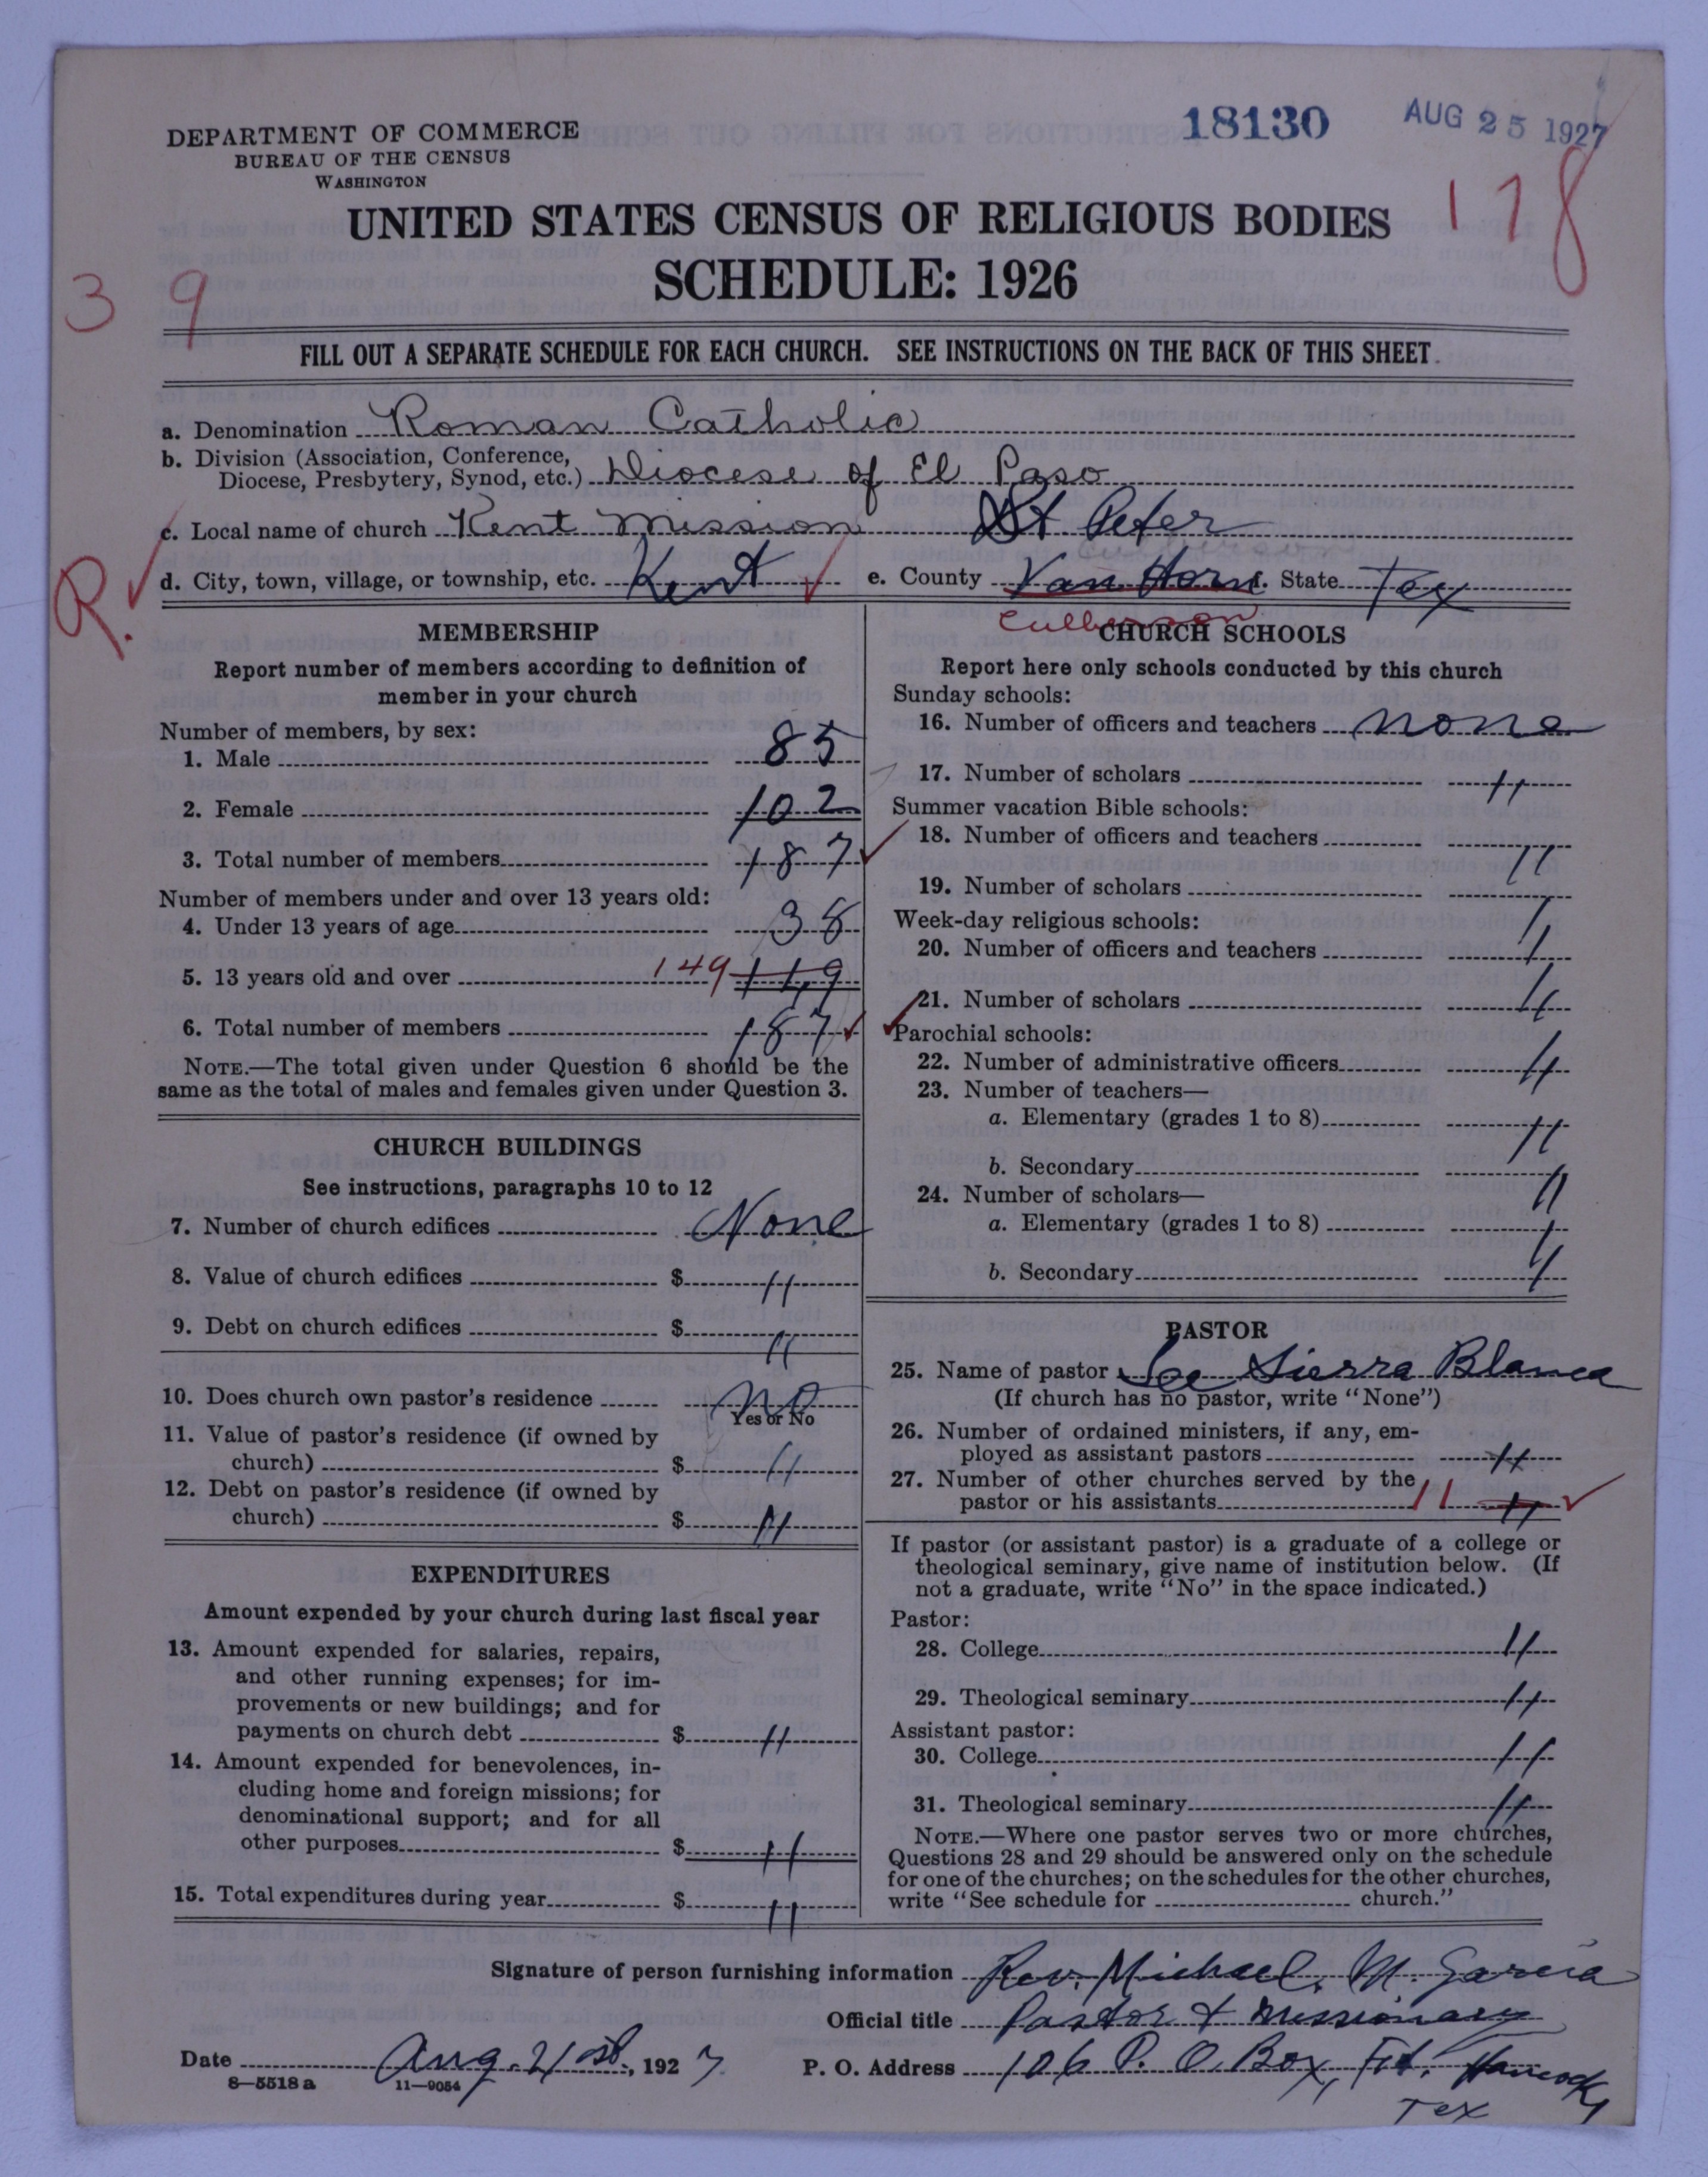 18130 AUG 25 1927
DEPARTMENT OF COMMERCE
BUREAU OF THE CENSUS
WASHINGTON
178
UNITED STATES CENSUS OF RELIGIOUS BODIES
SCHEDULE: 1926
3 9
FILL OUT A SEPARATE SCHEDULE FOR EACH CHURCH. SEE INSTRUCTIONS ON THE BACK OF THIS SHEET.
a. Denomination Roman Catholic
b. Division (Association, Conference,
Diocese, Presbytery, Synod, etc.) Diocese of El Paso
c. Local name of church Kent Mission St Peter
R.
d. City, town, village, or township, etc. Kent e. County Van Horn f. State Tex
Culberson
MEMBERSHIP
Report number of members according to definition of
member in your church
Number of members, by sex:
1. Male 85
2. Female 102
3. Total number of members 187
Number of members under and over 13 years old:
4. Under 13 years of age 38
5. 13 years old and over 149 119
6. Total number of members 187
NOTE.—The total given under Question 6 should be the
same as the total of males and females given under Question 3.
CHURCH BUILDINGS
See instructions, paragraphs 10 to 12
7. Number of church edifices None
8. Value of church edifices $ "
9. Debt on church edifices $ "
10. Does church own pastor's residence No
Yes or No
11. Value of pastor's residence (if owned by
church) $ "
12. Debt on pastor's residence (if owned by
church) $ "
EXPENDITURES
Amount expended by your church during last fiscal year
13. Amount expended for salaries, repairs,
and other running expenses; for im-
provements or new buildings; and for
payments on church debt $ "
14. Amount expended for benevolences, in-
cluding home and foreign missions; for
denominational support; and for all
other purposes $ "
15. Total expenditures during year $ "
CHURCH SCHOOLS
Report here only schools conducted by this church
Sunday schools:
16. Number of officers and teachers none
17. Number of scholars "
Summer vacation Bible schools:
18. Number of officers and teachers "
19. Number of scholars
Week-day religious schools:
20. Number of officers and teachers "
21. Number of scholars "
Parochial schools:
22. Number of administrative officers "
23. Number of teachers—
a. Elementary (grades 1 to 8) "
b. Secondary "
24. Number of scholars—
a. Elementary (grades 1 to 8) "
b. Secondary "
PASTOR
25. Name of pastor See Sierra Blanca
(If church has no pastor, write "None")
26. Number of ordained ministers, if any, em-
ployed as assistant pastors "
27. Number of other churches served by the
pastor or his assistants 11 "
If pastor (or assistant pastor) is a graduate of a college or
theological seminary, give name of institution below. (If
not a graduate, write "No" in the space indicated.)
Pastor:
28. College "
29. Theological seminary "
Assistant pastor:
30. College "
31. Theological seminary "
NOTE.—Where one pastor serves two or more churches,
Questions 28 and 29 should be answered only on the schedule
for one of the churches; on the schedules for the other churches,
write "See schedule for church."
Signature of person furnishing information Rev. Michael. M. Garcia
Official title Pastor & Missionary
Date Aug. 21st, 1927 P. O. Address 106 P. O. Box, Ft. Hancock,
8—5518 a 11—9054 Tex